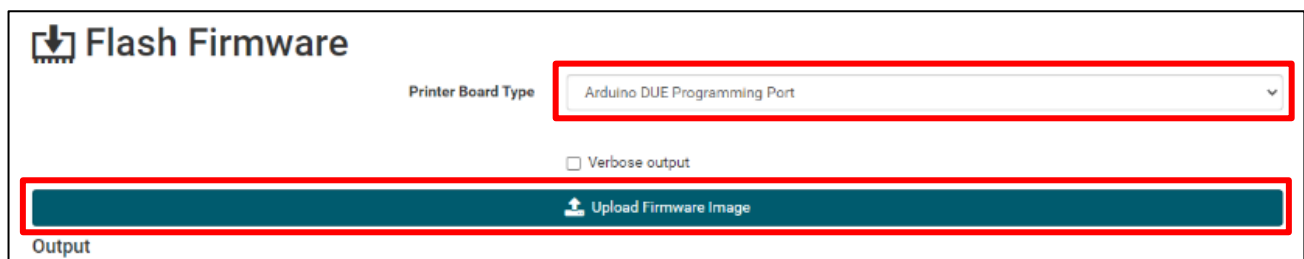 Flash Firmware
Printer Board Type Arduino DUE Programming Port
Verbose output
Upload Firmware Image
Output